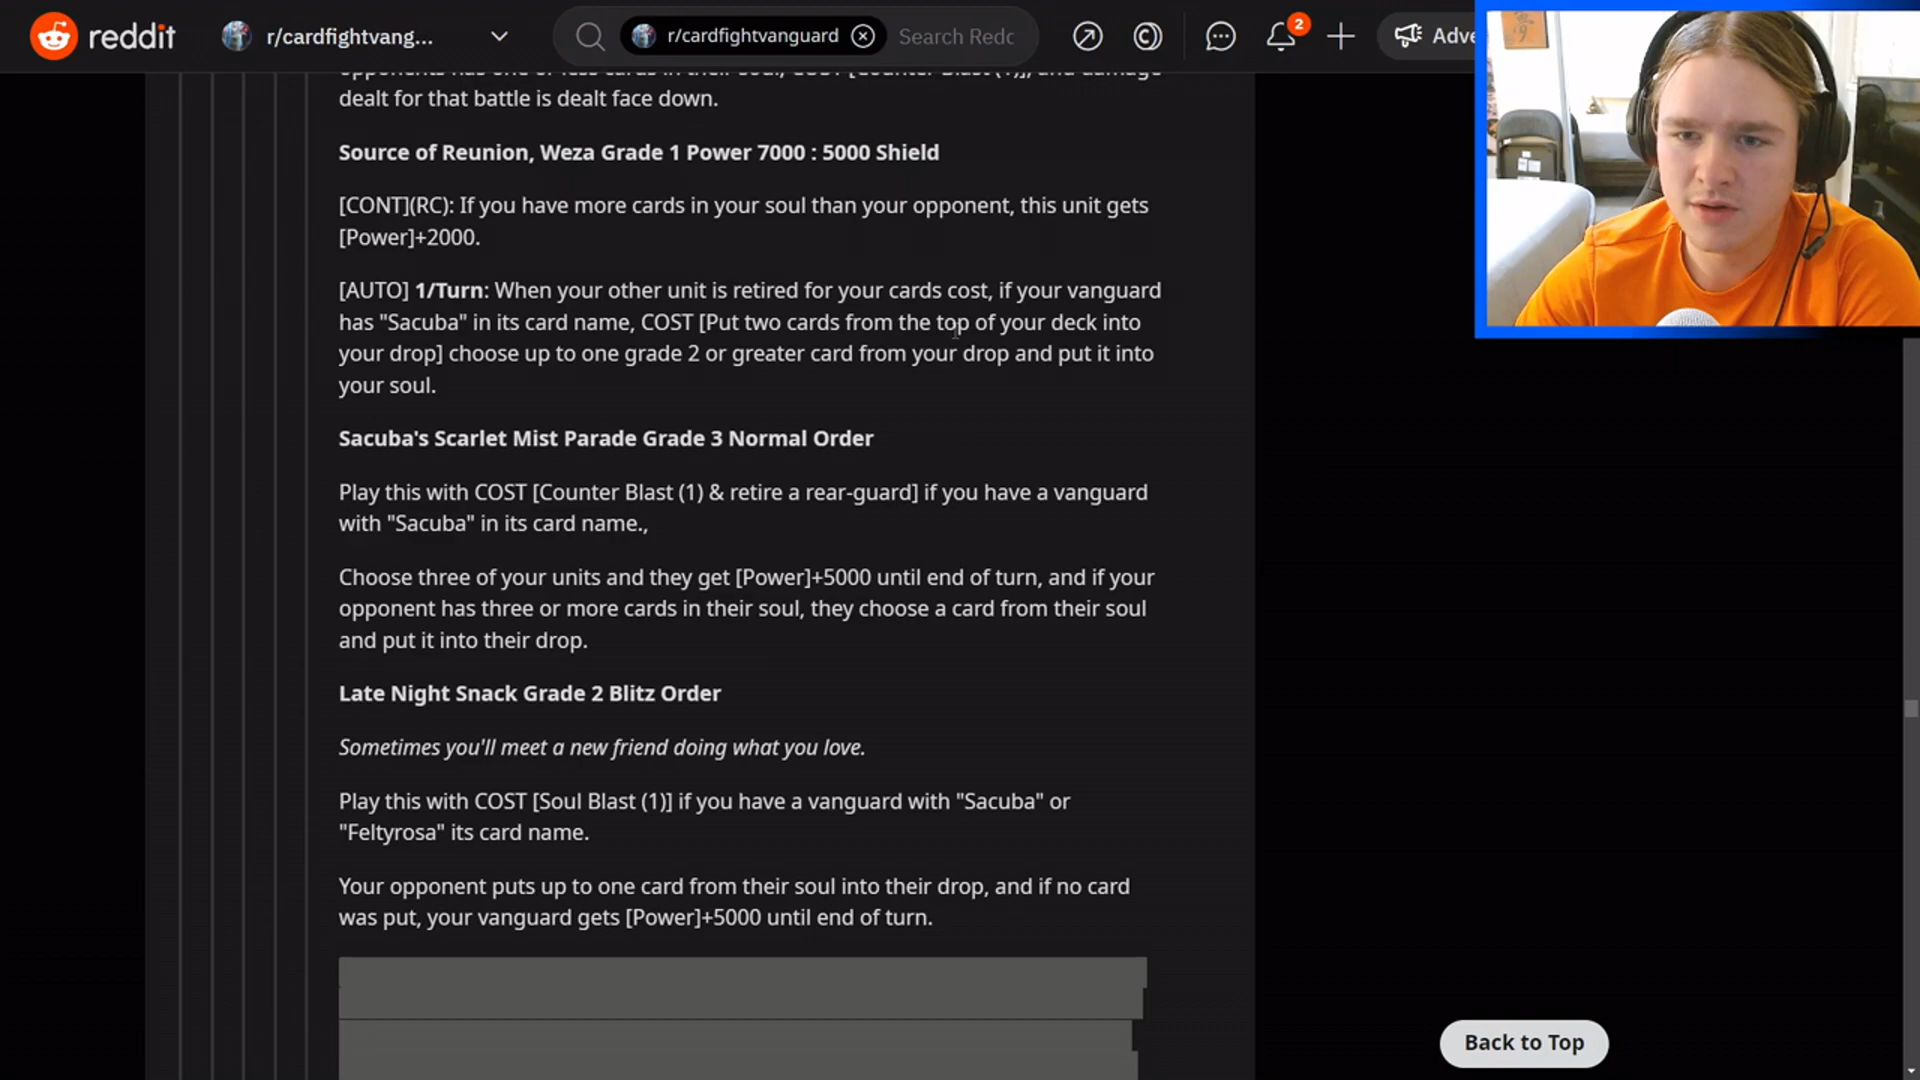 reddit
r/cardfightvang...
r/cardfightvanguard
Search Redc
2
Adve
dealt for that battle is dealt face down.
Source of Reunion, Weza Grade 1 Power 7000 : 5000 Shield
[CONT](RC): If you have more cards in your soul than your opponent, this unit gets
[Power]+2000.
[AUTO] 1/Turn: When your other unit is retired for your cards cost, if your vanguard
has "Sacuba" in its card name, COST [Put two cards from the top of your deck into
your drop] choose up to one grade 2 or greater card from your drop and put it into
your soul.
Sacuba's Scarlet Mist Parade Grade 3 Normal Order
Play this with COST [Counter Blast (1) & retire a rear-guard] if you have a vanguard
with "Sacuba" in its card name.,
Choose three of your units and they get [Power]+5000 until end of turn, and if your
opponent has three or more cards in their soul, they choose a card from their soul
and put it into their drop.
Late Night Snack Grade 2 Blitz Order
Sometimes you'll meet a new friend doing what you love.
Play this with COST [Soul Blast (1)] if you have a vanguard with "Sacuba" or
"Feltyrosa" its card name.
Your opponent puts up to one card from their soul into their drop, and if no card
was put, your vanguard gets [Power]+5000 until end of turn.
Back to Top